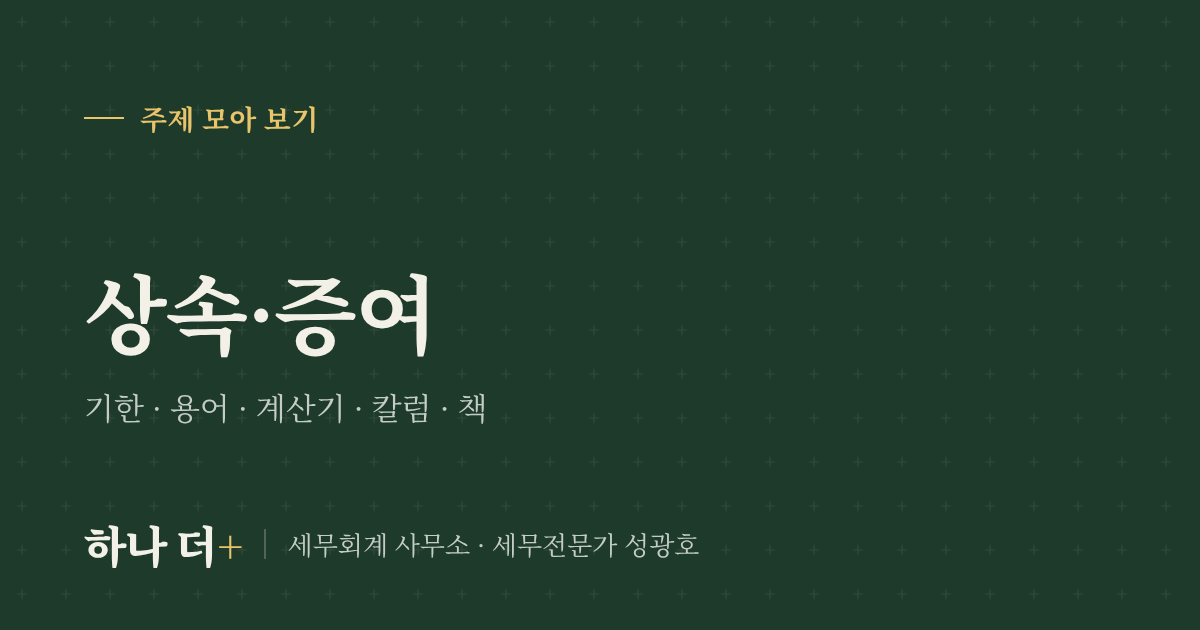 주제 모아 보기
상속·증여
기한 · 용어 · 계산기 · 칼럼 · 책
하나 더+ | 세무회계 사무소 · 세무전문가 성광호